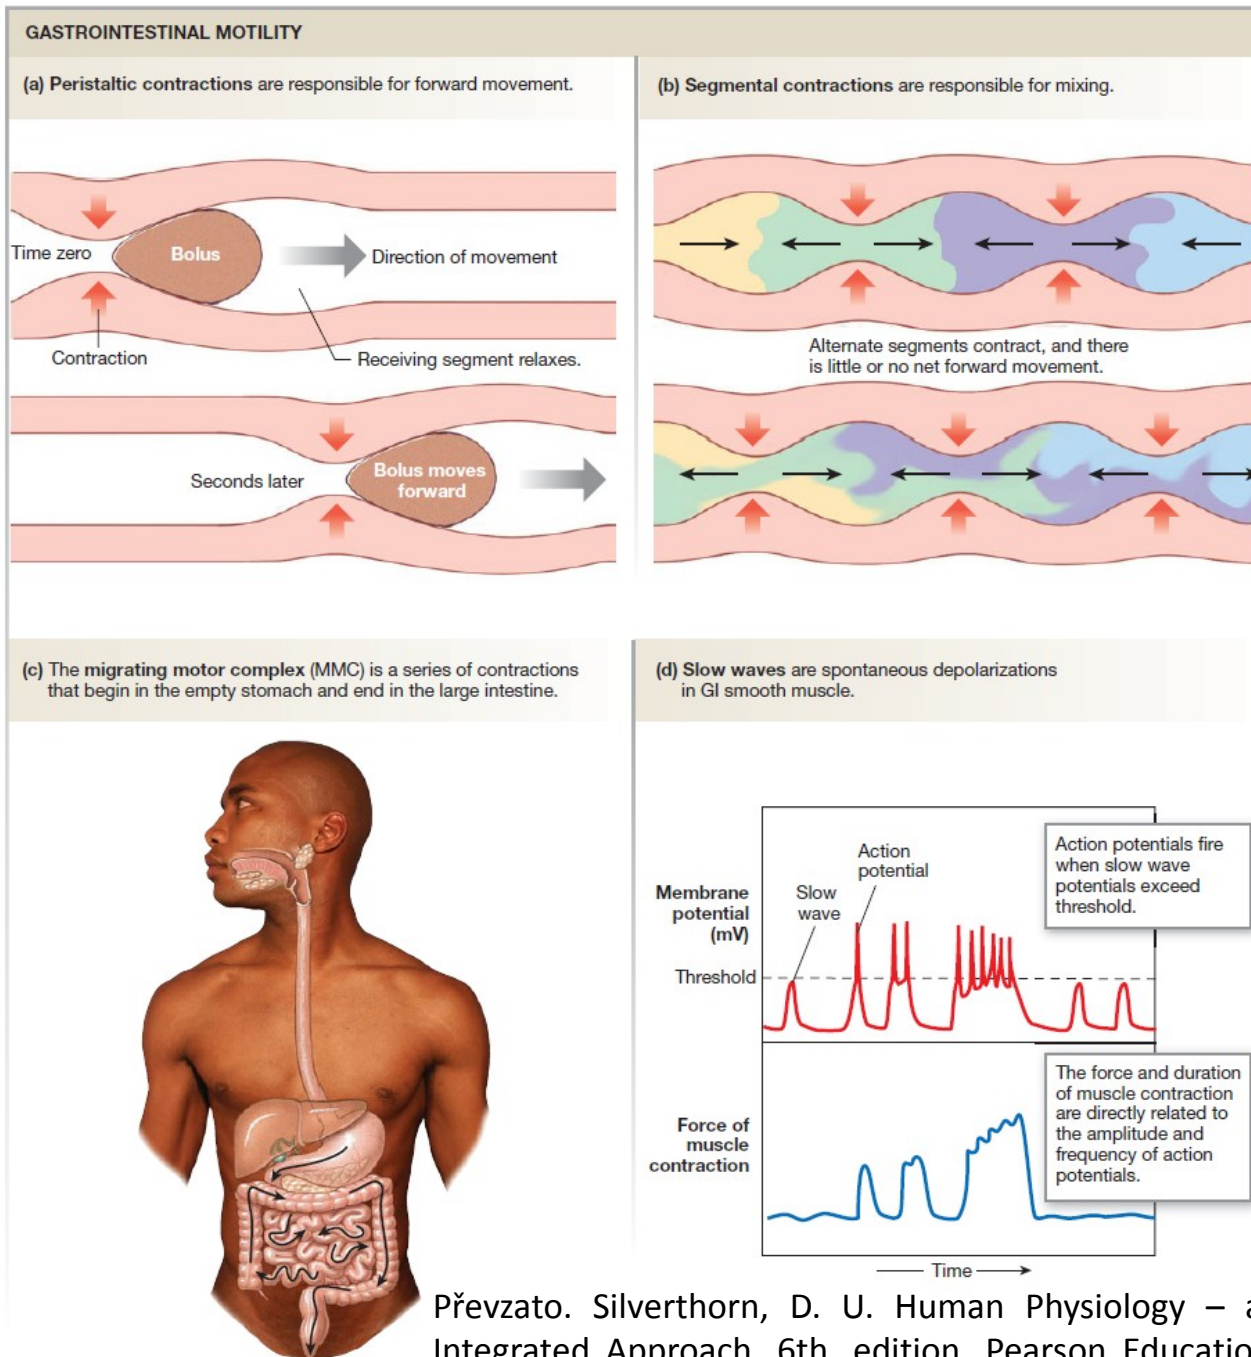 GASTROINTESTINAL MOTILITY
(a) Peristaltic contractions are responsible for forward movement.
Time zero
Bolus
Direction of movement
Contraction
Receiving segment relaxes.
Seconds later
Bolus moves
forward
(b) Segmental contractions are responsible for mixing.
Alternate segments contract, and there
is little or no net forward movement.
(c) The migrating motor complex (MMC) is a series of contractions
that begin in the empty stomach and end in the large intestine.
(d) Slow waves are spontaneous depolarizations
in GI smooth muscle.
Membrane
potential
(mV)
Threshold
Slow
wave
Action
potential
Action potentials fire
when slow wave
potentials exceed
threshold.
Force of
muscle
contraction
The force and duration
of muscle contraction
are directly related to
the amplitude and
frequency of action
potentials.
Time
Převzato. Silverthorn, D. U. Human Physiology – a
Integrated Approach. 6th. edition. Pearson Education